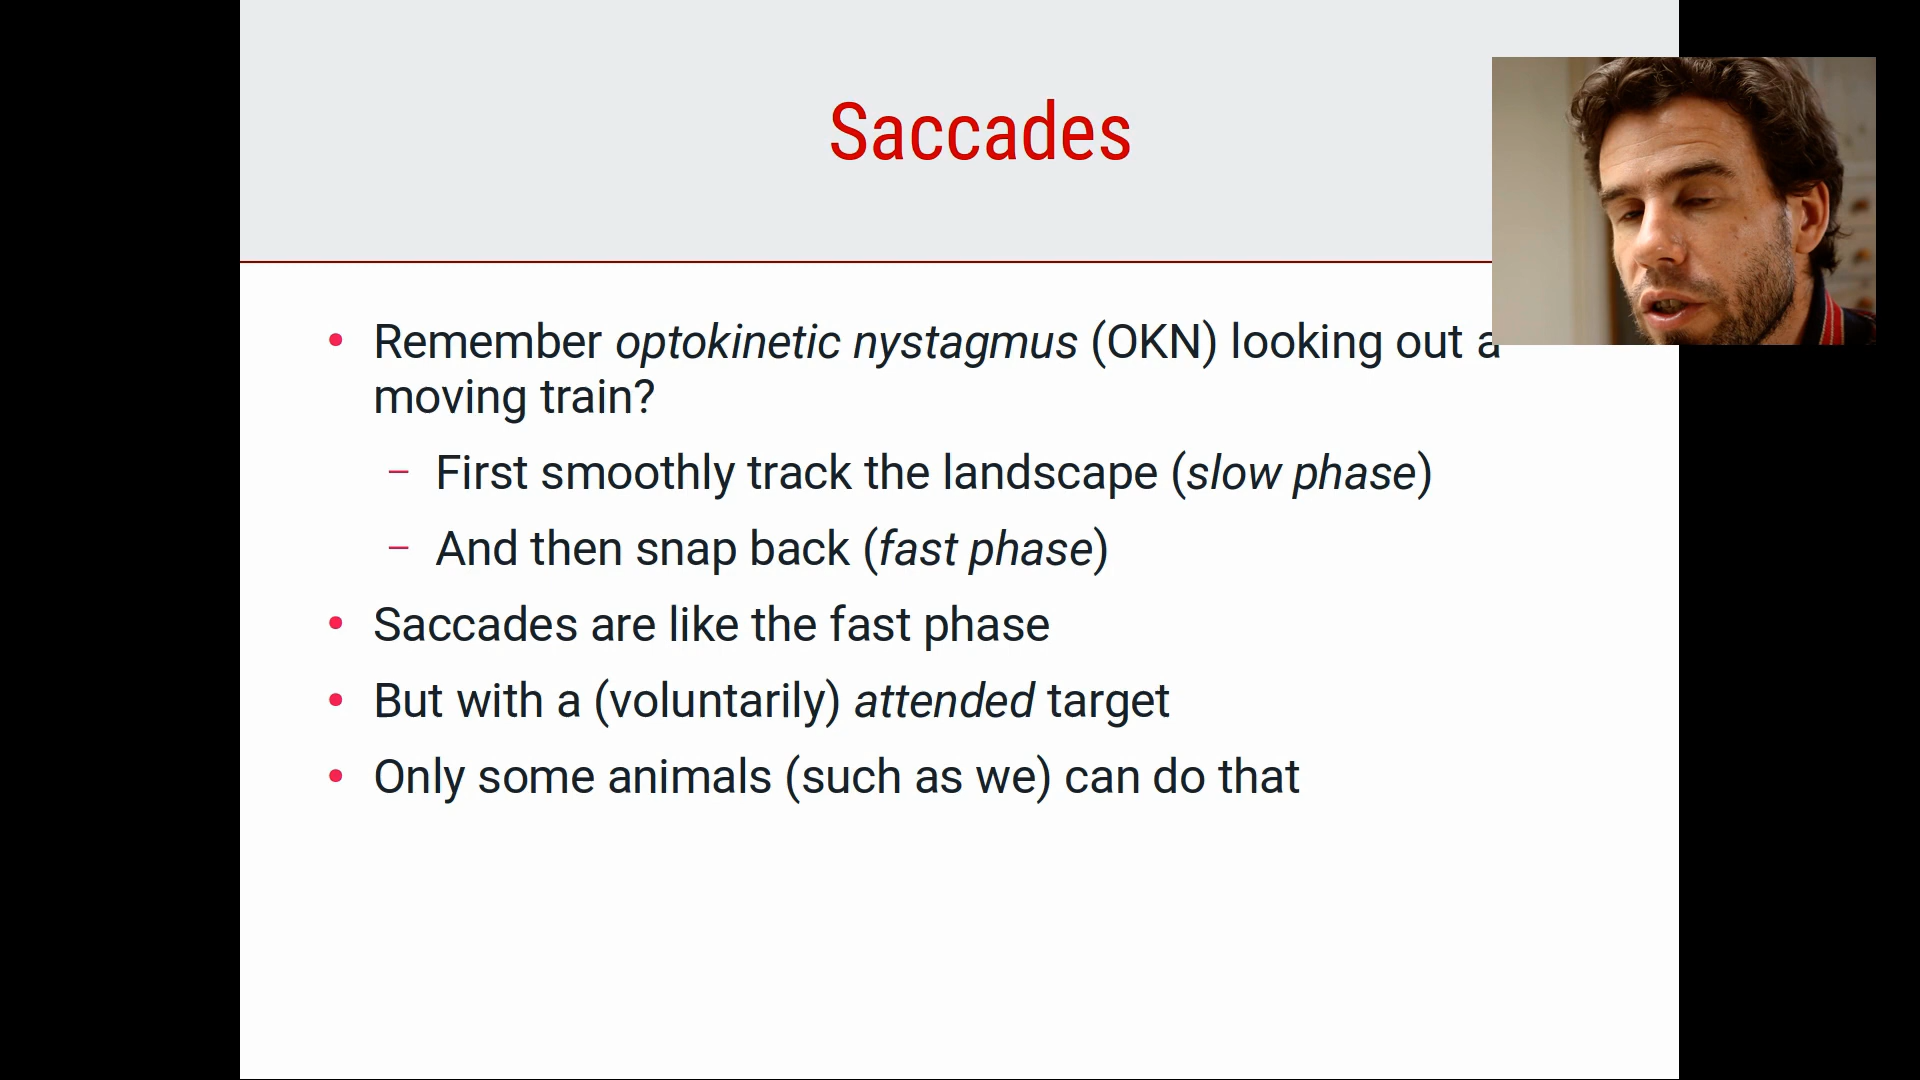 Saccades
• Remember optokinetic nystagmus (OKN) looking out a
moving train?
– First smoothly track the landscape (slow phase)
– And then snap back (fast phase)
• Saccades are like the fast phase
• But with a (voluntarily) attended target
• Only some animals (such as we) can do that